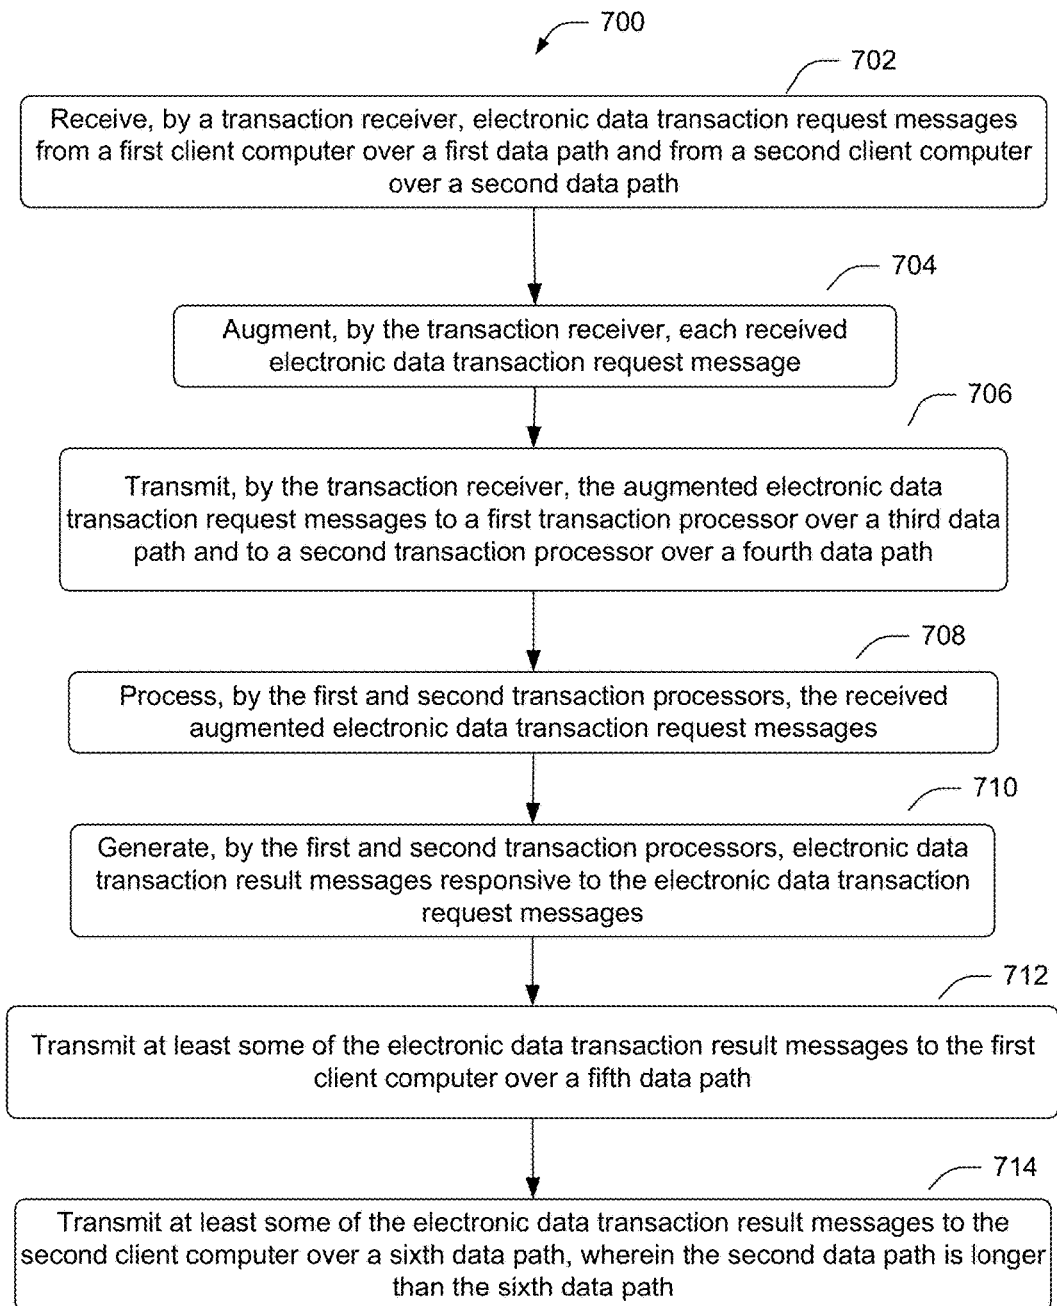 700
702
Receive, by a transaction receiver, electronic data transaction request messages
from a first client computer over a first data path and from a second client computer
over a second data path
704
Augment, by the transaction receiver, each received
electronic data transaction request message
706
Transmit, by the transaction receiver, the augmented electronic data
transaction request messages to a first transaction processor over a third data
path and to a second transaction processor over a fourth data path
708
Process, by the first and second transaction processors, the received
augmented electronic data transaction request messages
710
Generate, by the first and second transaction processors, electronic data
transaction result messages responsive to the electronic data transaction
request messages
712
Transmit at least some of the electronic data transaction result messages to the first
client computer over a fifth data path
714
Transmit at least some of the electronic data transaction result messages to the
second client computer over a sixth data path, wherein the second data path is longer
than the sixth data path